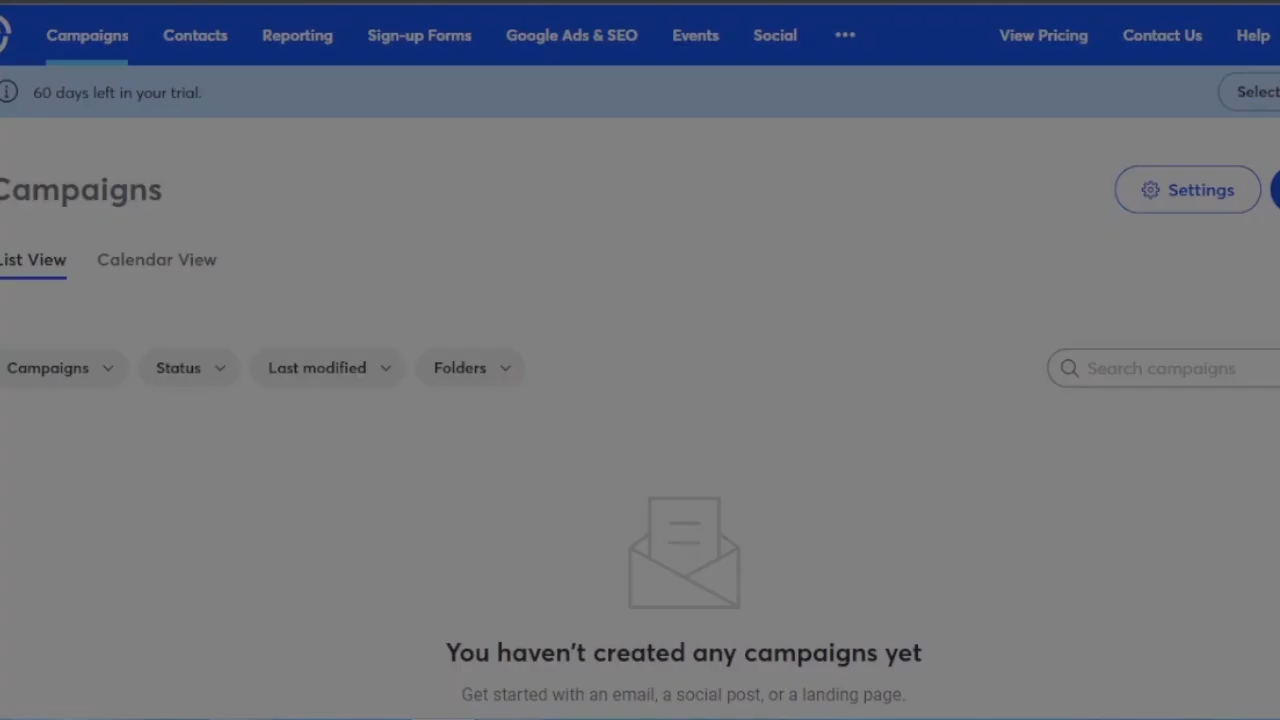 Campaigns Contacts Reporting Sign-up Forms Google Ads & SEO Events Social ••• View Pricing Contact Us Help
60 days left in your trial. Select
Campaigns Settings
List View Calendar View
Campaigns Status Last modified Folders Search campaigns
You haven't created any campaigns yet
Get started with an email, a social post, or a landing page.